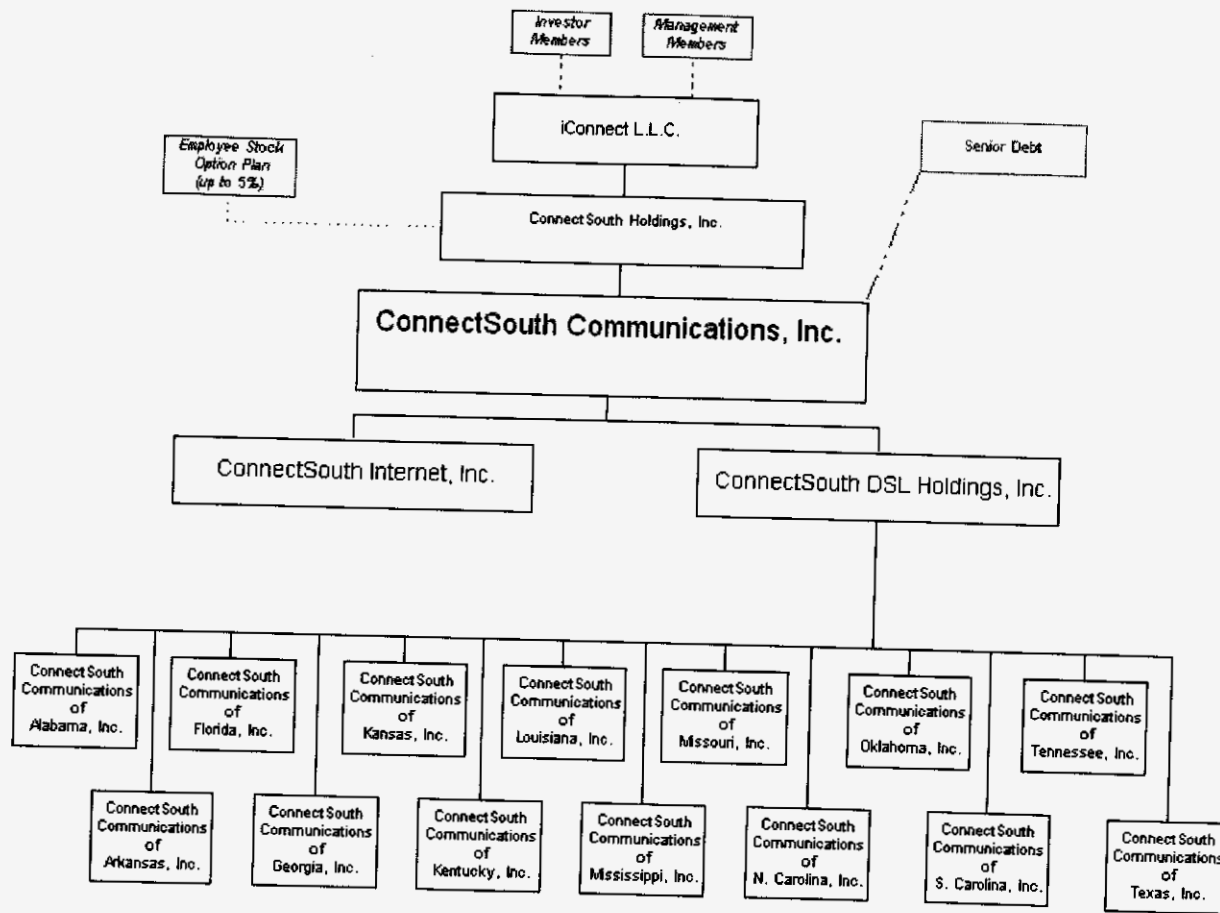 Investor
Members
Management
Members
iConnect L.L.C.
Employee Stock
Option Plan
(up to 5%)
Senior Debt
ConnectSouth Holdings, Inc.
ConnectSouth Communications, Inc.
ConnectSouth Internet, Inc.
ConnectSouth DSL Holdings, Inc.
ConnectSouth
Communications
of
Alabama, Inc.
ConnectSouth
Communications
of
Florida, Inc.
ConnectSouth
Communications
of
Kansas, Inc.
ConnectSouth
Communications
of
Louisiana, Inc.
ConnectSouth
Communications
of
Missouri, Inc.
ConnectSouth
Communications
of
Oklahoma, Inc.
ConnectSouth
Communications
of
Tennessee, Inc.
ConnectSouth
Communications
of
Arkansas, Inc.
ConnectSouth
Communications
of
Georgia, Inc.
ConnectSouth
Communications
of
Kentucky, Inc.
ConnectSouth
Communications
of
Mississippi, Inc.
ConnectSouth
Communications
of
N. Carolina, Inc.
ConnectSouth
Communications
of
S. Carolina, Inc.
ConnectSouth
Communications
of
Texas, Inc.